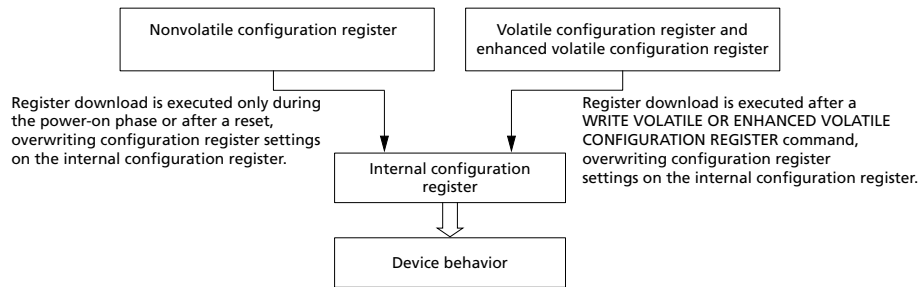 Nonvolatile configuration register
Volatile configuration register and
enhanced volatile configuration register
Register download is executed only during
the power-on phase or after a reset,
overwriting configuration register settings
on the internal configuration register.
Register download is executed after a
WRITE VOLATILE OR ENHANCED VOLATILE
CONFIGURATION REGISTER command,
overwriting configuration register
settings on the internal configuration register.
Internal configuration
register
Device behavior